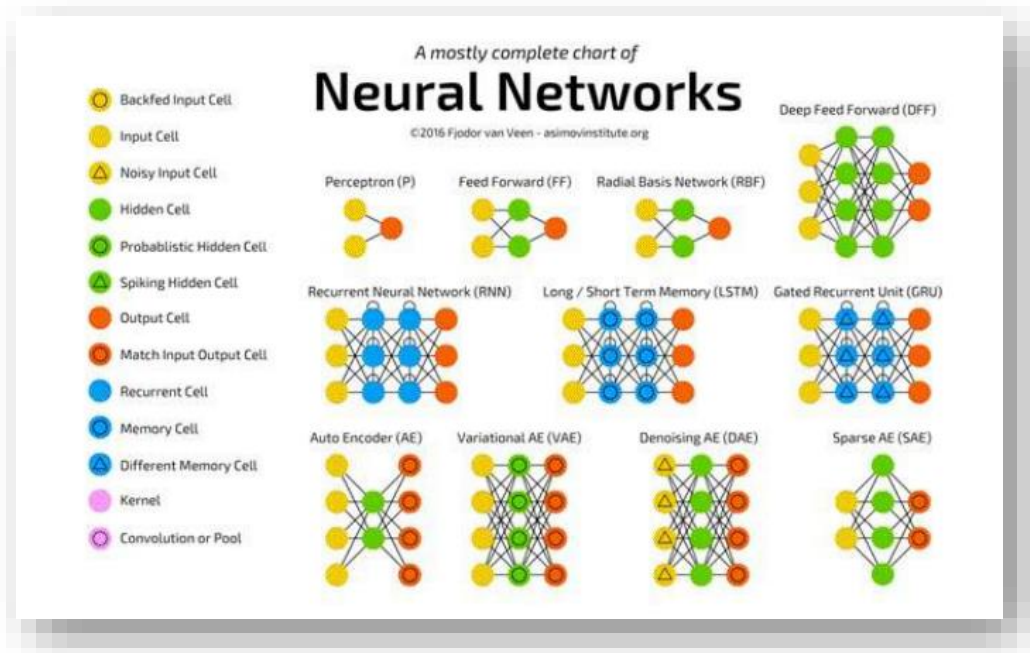 A mostly complete chart of
Neural Networks
©2016 Fjodor van Veen - asimovinstitute.org
Backfed Input Cell
Input Cell
Noisy Input Cell
Hidden Cell
Probablistic Hidden Cell
Spiking Hidden Cell
Output Cell
Match Input Output Cell
Recurrent Cell
Memory Cell
Different Memory Cell
Kernel
Convolution or Pool
Deep Feed Forward (DFF)
Perceptron (P)
Feed Forward (FF)
Radial Basis Network (RBF)
Recurrent Neural Network (RNN)
Long / Short Term Memory (LSTM)
Gated Recurrent Unit (GRU)
Auto Encoder (AE)
Variational AE (VAE)
Denoising AE (DAE)
Sparse AE (SAE)